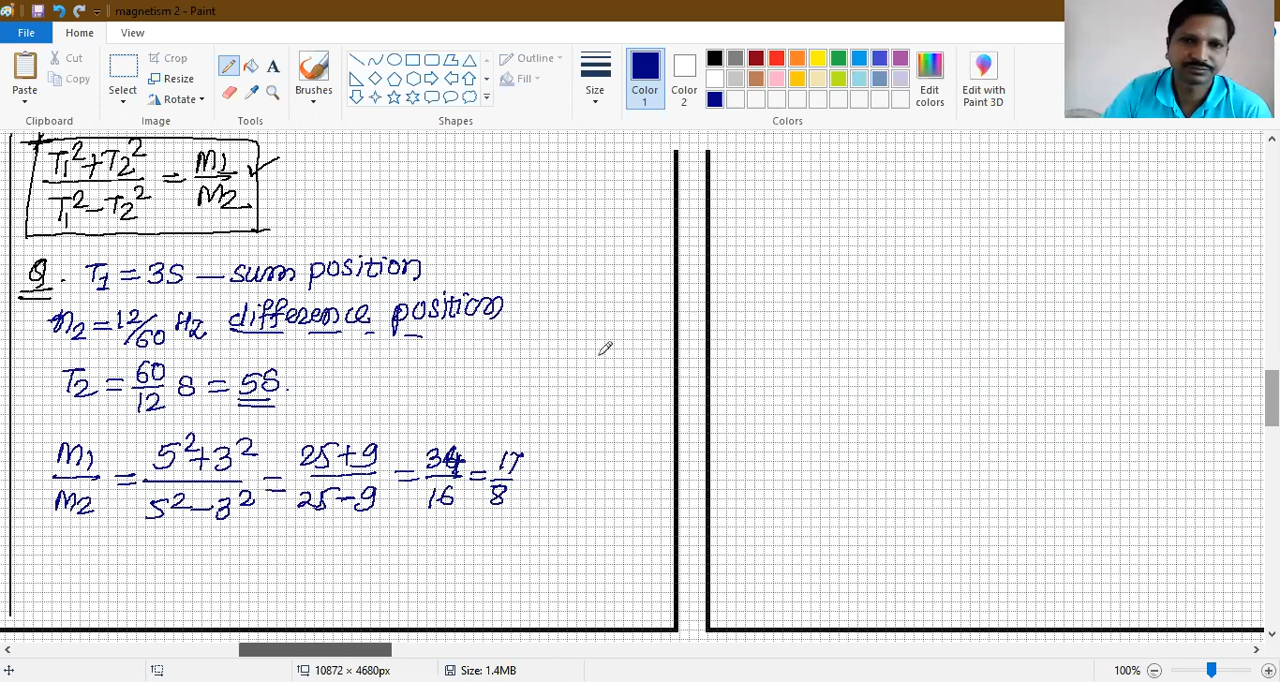 magnetism 2 - Paint
File Home View
Paste Cut Copy Clipboard
Select Crop Resize Rotate Image
A Tools
Brushes
Outline Fill Shapes
Size
Color 1 Color 2 Colors
Edit colors
Edit with Paint 3D
T₁²+T₂² / T₁²-T₂² = M1/M2
Q. T₁ = 3S - sum position
n₂ = 12/60 Hz difference position
T₂ = 60/12 S = 5S.
M1/M2 = 5²+3² / 5²-3² = 25+9 / 25-9 = 34/16 = 17/8
10872 × 4680px Size: 1.4MB 100%